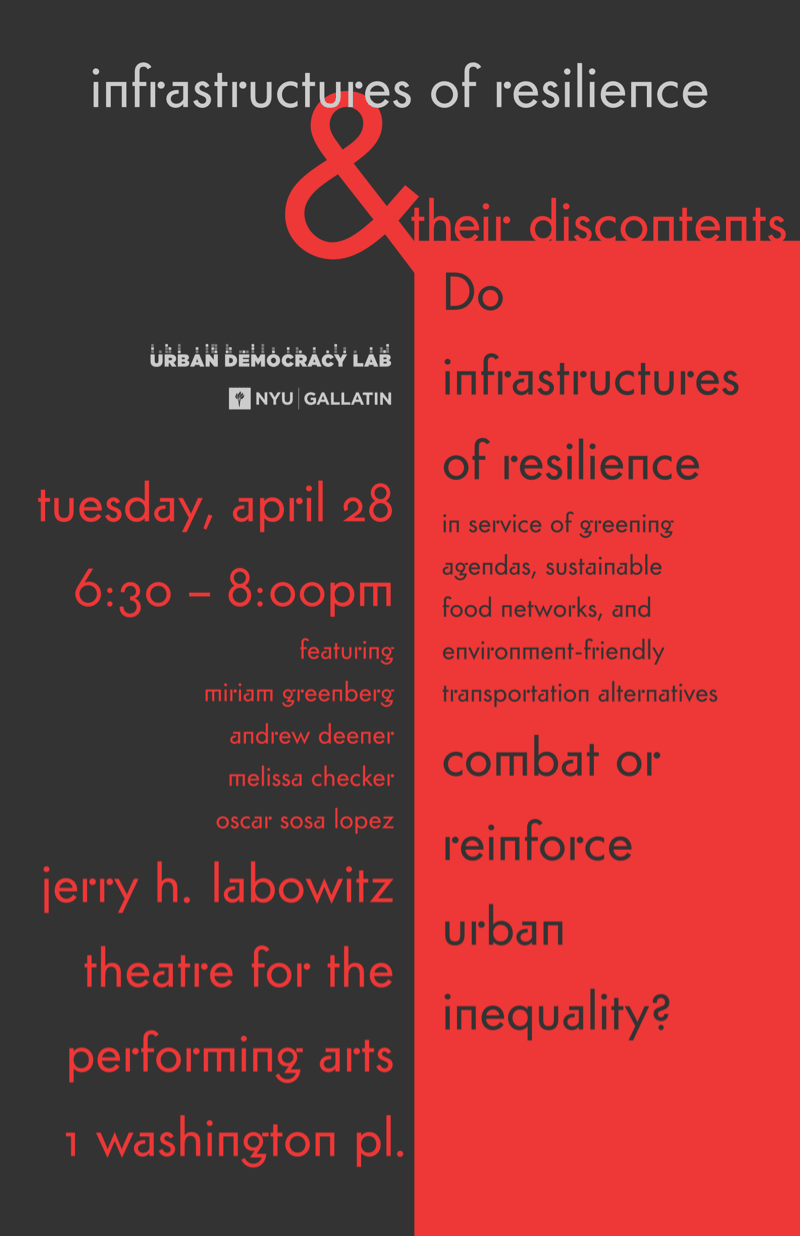 infrastructures of resilience
&
their discontents
URBAN DEMOCRACY LAB
NYU | GALLATIN
tuesday, april 28
6:30 – 8:00pm
featuring
miriam greenberg
andrew deener
melissa checker
oscar sosa lopez
jerry h. labowitz
theatre for the
performing arts
1 washington pl.
Do
infrastructures
of resilience
in service of greening
agendas, sustainable
food networks, and
environment-friendly
transportation alternatives
combat or
reinforce
urban
inequality?